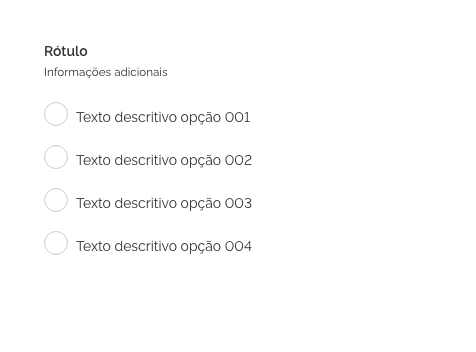 Rótulo
Informações adicionais
Texto descritivo opção 001
Texto descritivo opção 002
Texto descritivo opção 003
Texto descritivo opção 004